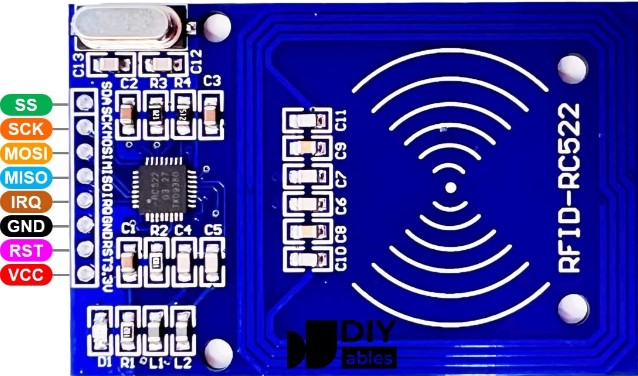 RFID-RC522
DIY
ables
C11 C9 C7 C6 C8 C10
C3
C5
C12
R4
512
C4
L2
R3
R2
L1
RC522
C2
C1
R1
D1
C13
SDA SCK MOSI MISO IRQ GND RST 3.3V
SS
SCK
MOSI
MISO
IRQ
GND
RST
VCC